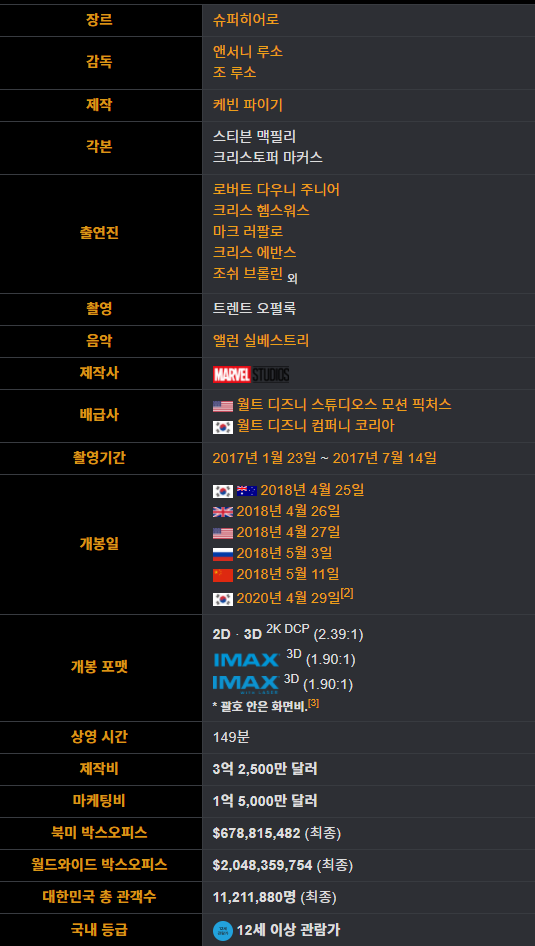 장르
슈퍼히어로
감독
앤서니 루소
조 루소
제작
케빈 파이기
각본
스티븐 맥필리
크리스토퍼 마커스
출연진
로버트 다우니 주니어
크리스 헴스워스
마크 러팔로
크리스 에반스
조쉬 브롤린 외
촬영
트렌트 오펄록
음악
앨런 실베스트리
제작사
MARVEL STUDIOS
배급사
월트 디즈니 스튜디오스 모션 픽처스
월트 디즈니 컴퍼니 코리아
촬영기간
2017년 1월 23일 ~ 2017년 7월 14일
개봉일
2018년 4월 25일
2018년 4월 26일
2018년 4월 27일
2018년 5월 3일
2018년 5월 11일
2020년 4월 29일[2]
개봉 포맷
2D · 3D 2K DCP (2.39:1)
IMAX 3D (1.90:1)
IMAX with LASER 3D (1.90:1)
* 괄호 안은 화면비.[3]
상영 시간
149분
제작비
3억 2,500만 달러
마케팅비
1억 5,000만 달러
북미 박스오피스
$678,815,482 (최종)
월드와이드 박스오피스
$2,048,359,754 (최종)
대한민국 총 관객수
11,211,880명 (최종)
국내 등급
12세 이상 관람가